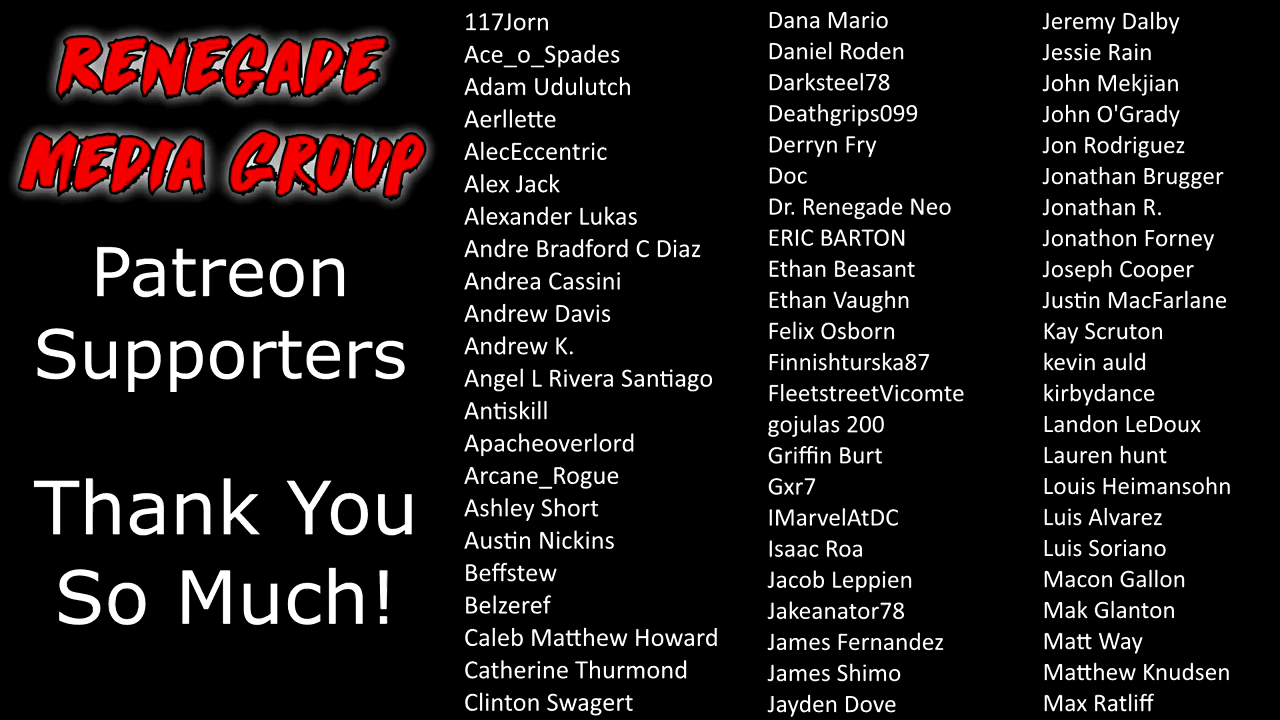 RENEGADE
MEDIA GROUP
Patreon
Supporters
Thank You
So Much!
117Jorn
Ace_o_Spades
Adam Udulutch
Aerllette
AlecEccentric
Alex Jack
Alexander Lukas
Andre Bradford C Diaz
Andrea Cassini
Andrew Davis
Andrew K.
Angel L Rivera Santiago
Antiskill
Apacheoverlord
Arcane_Rogue
Ashley Short
Austin Nickins
Beffstew
Belzeref
Caleb Matthew Howard
Catherine Thurmond
Clinton Swagert
Dana Mario
Daniel Roden
Darksteel78
Deathgrips099
Derryn Fry
Doc
Dr. Renegade Neo
ERIC BARTON
Ethan Beasant
Ethan Vaughn
Felix Osborn
Finnishturska87
FleetstreetVicomte
gojulas 200
Griffin Burt
Gxr7
IMarvelAtDC
Isaac Roa
Jacob Leppien
Jakeanator78
James Fernandez
James Shimo
Jayden Dove
Jeremy Dalby
Jessie Rain
John Mekjian
John O'Grady
Jon Rodriguez
Jonathan Brugger
Jonathan R.
Jonathon Forney
Joseph Cooper
Justin MacFarlane
Kay Scruton
kevin auld
kirbydance
Landon LeDoux
Lauren hunt
Louis Heimansohn
Luis Alvarez
Luis Soriano
Macon Gallon
Mak Glanton
Matt Way
Matthew Knudsen
Max Ratliff